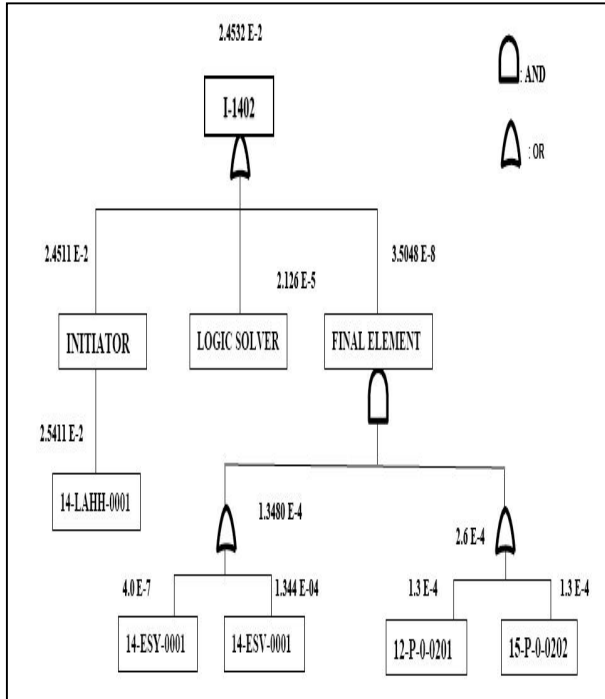 2.4532 E-2
I-1402
: AND
: OR
2.4511 E-2
2.126 E-5
3.5048 E-8
INITIATOR
LOGIC SOLVER
FINAL ELEMENT
2.5411 E-2
14-LAHH-0001
1.3480 E-4
2.6 E-4
4.0 E-7
1.344 E-04
1.3 E-4
1.3 E-4
14-ESY-0001
14-ESV-0001
12-P-0-0201
15-P-0-0202